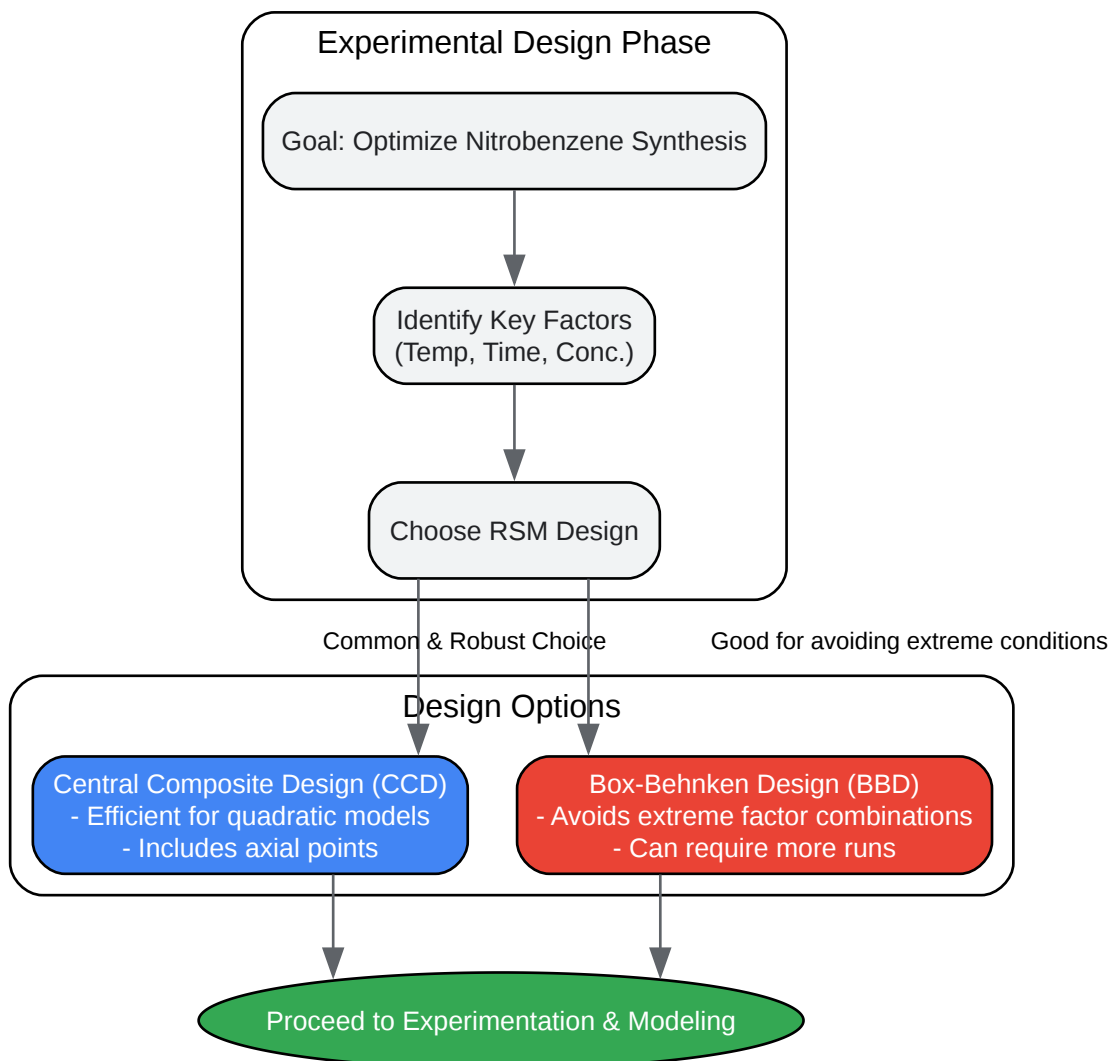 Experimental Design Phase
Goal: Optimize Nitrobenzene Synthesis
Identify Key Factors
(Temp, Time, Conc.)
Choose RSM Design
Common & Robust Choice
Good for avoiding extreme conditions
Design Options
Central Composite Design (CCD)
- Efficient for quadratic models
- Includes axial points
Box-Behnken Design (BBD)
- Avoids extreme factor combinations
- Can require more runs
Proceed to Experimentation & Modeling